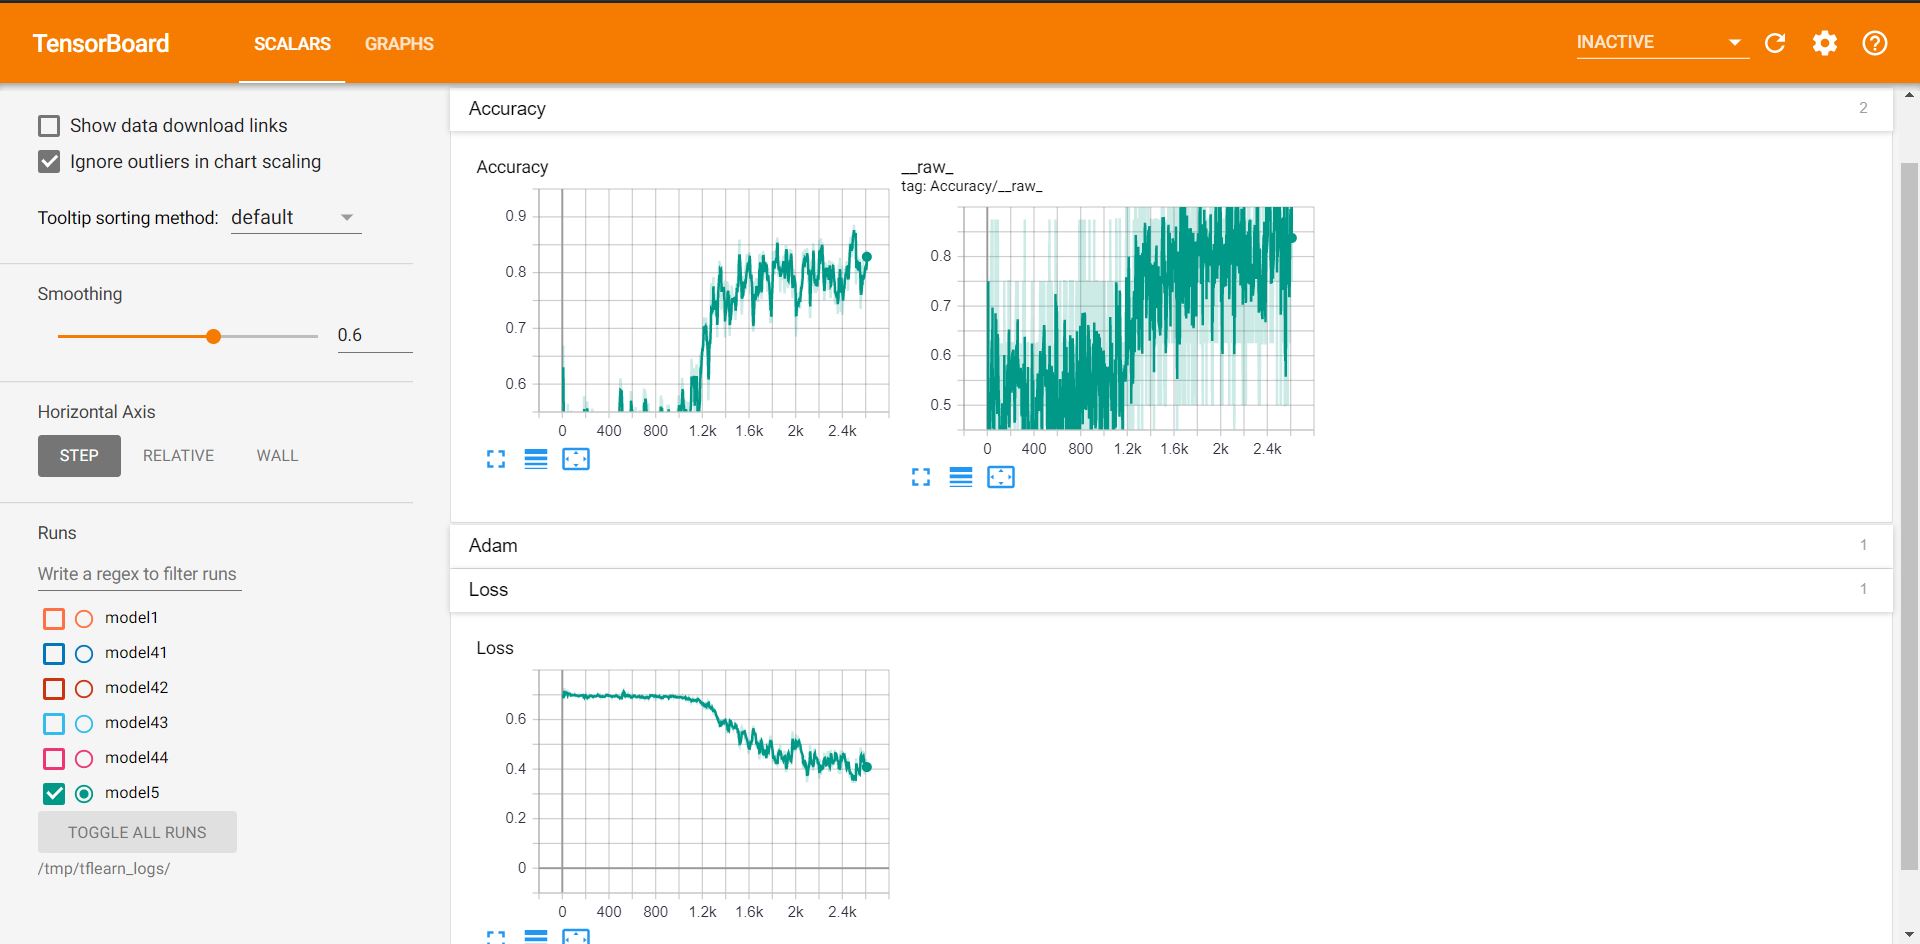 TensorBoard
SCALARS
GRAPHS
INACTIVE
Show data download links
Ignore outliers in chart scaling
Tooltip sorting method: default
Smoothing
0.6
Horizontal Axis
STEP
RELATIVE
WALL
Runs
Write a regex to filter runs
model1
model41
model42
model43
model44
model5
TOGGLE ALL RUNS
/tmp/tflearn_logs/
Accuracy
2
Accuracy
0.9
0.8
0.7
0.6
0 400 800 1.2k 1.6k 2k 2.4k
__raw_
tag: Accuracy/__raw_
0.8
0.7
0.6
0.5
0 400 800 1.2k 1.6k 2k 2.4k
Adam
1
Loss
1
Loss
0.6
0.4
0.2
0
0 400 800 1.2k 1.6k 2k 2.4k